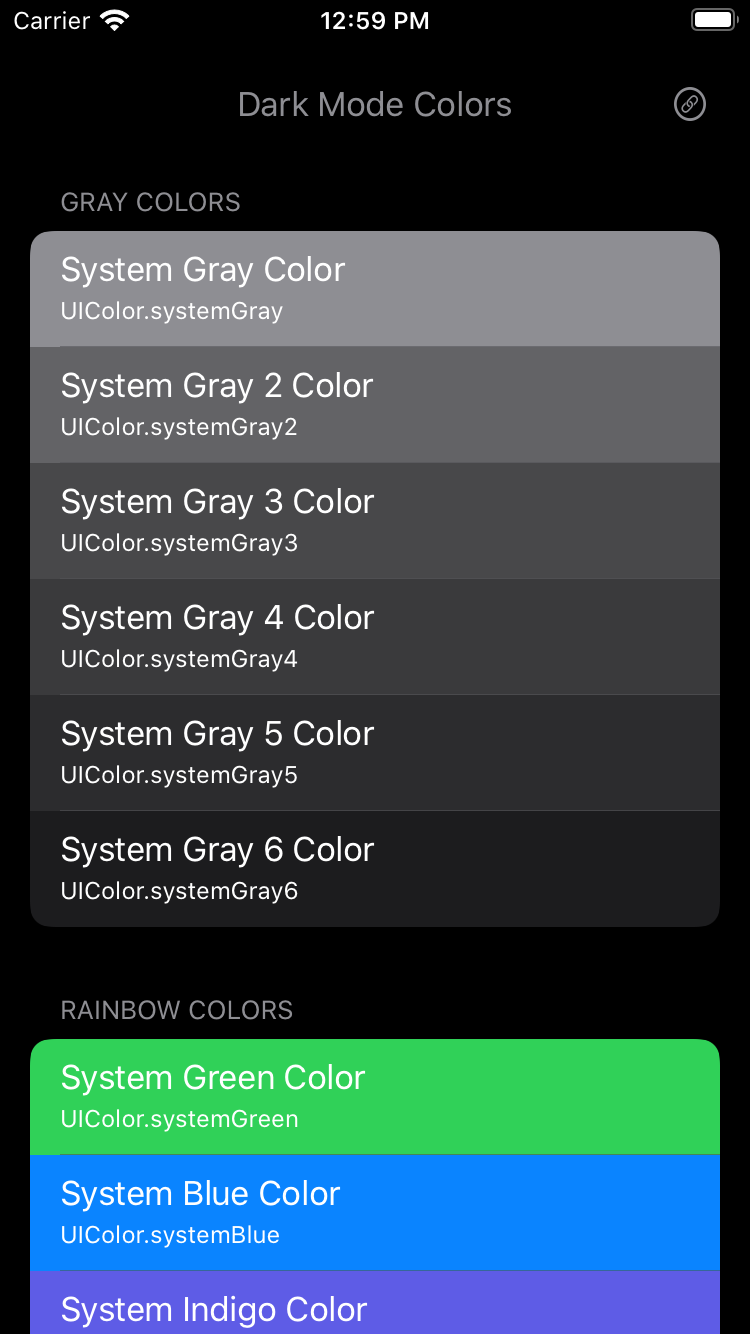 Carrier 12:59 PM
Dark Mode Colors
GRAY COLORS
System Gray Color
UIColor.systemGray
System Gray 2 Color
UIColor.systemGray2
System Gray 3 Color
UIColor.systemGray3
System Gray 4 Color
UIColor.systemGray4
System Gray 5 Color
UIColor.systemGray5
System Gray 6 Color
UIColor.systemGray6
RAINBOW COLORS
System Green Color
UIColor.systemGreen
System Blue Color
UIColor.systemBlue
System Indigo Color